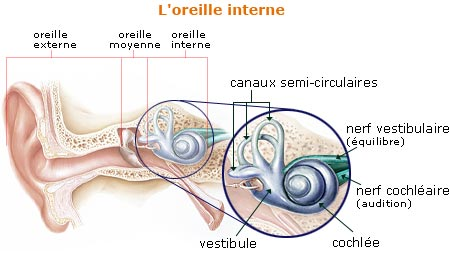 L'oreille interne
oreille
externe
oreille
moyenne
oreille
interne
canaux semi-circulaires
nerf vestibulaire
(équilibre)
nerf cochléaire
(audition)
vestibule
cochlée